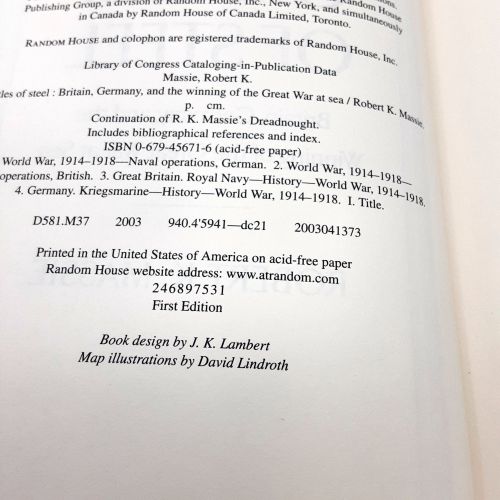 Publishing Group, a division of Random House, Inc., New York, and simultaneously
in Canada by Random House of Canada Limited, Toronto.
RANDOM HOUSE and colophon are registered trademarks of Random House, Inc.
Library of Congress Cataloging-in-Publication Data
Massie, Robert K.
les of steel : Britain, Germany, and the winning of the Great War at sea / Robert K. Massie.
p. cm.
Continuation of R. K. Massie's Dreadnought.
Includes bibliographical references and index.
ISBN 0-679-45671-6 (acid-free paper)
World War, 1914–1918—Naval operations, German. 2. World War, 1914–1918—
operations, British. 3. Great Britain. Royal Navy—History—World War, 1914–1918.
4. Germany. Kriegsmarine—History—World War, 1914–1918. I. Title.
D581.M37 2003 940.4'5941—dc21 2003041373
Printed in the United States of America on acid-free paper
Random House website address: www.atrandom.com
246897531
First Edition
Book design by J. K. Lambert
Map illustrations by David Lindroth